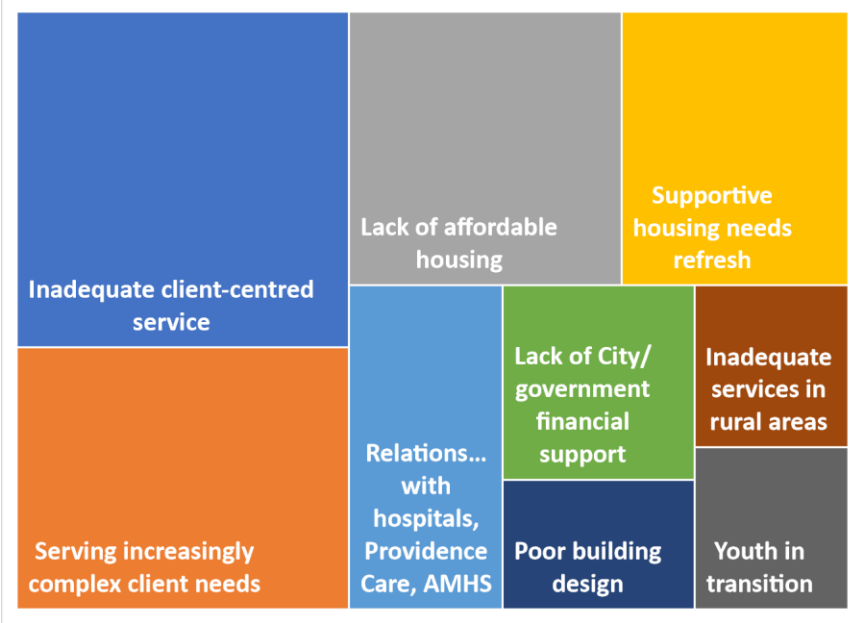 Inadequate client-centred
service
Serving increasingly
complex client needs
Lack of affordable
housing
Supportive
housing needs
refresh
Relations...
with
hospitals,
Providence
Care, AMHS
Lack of City/
government
financial
support
Poor building
design
Inadequate
services in
rural areas
Youth in
transition